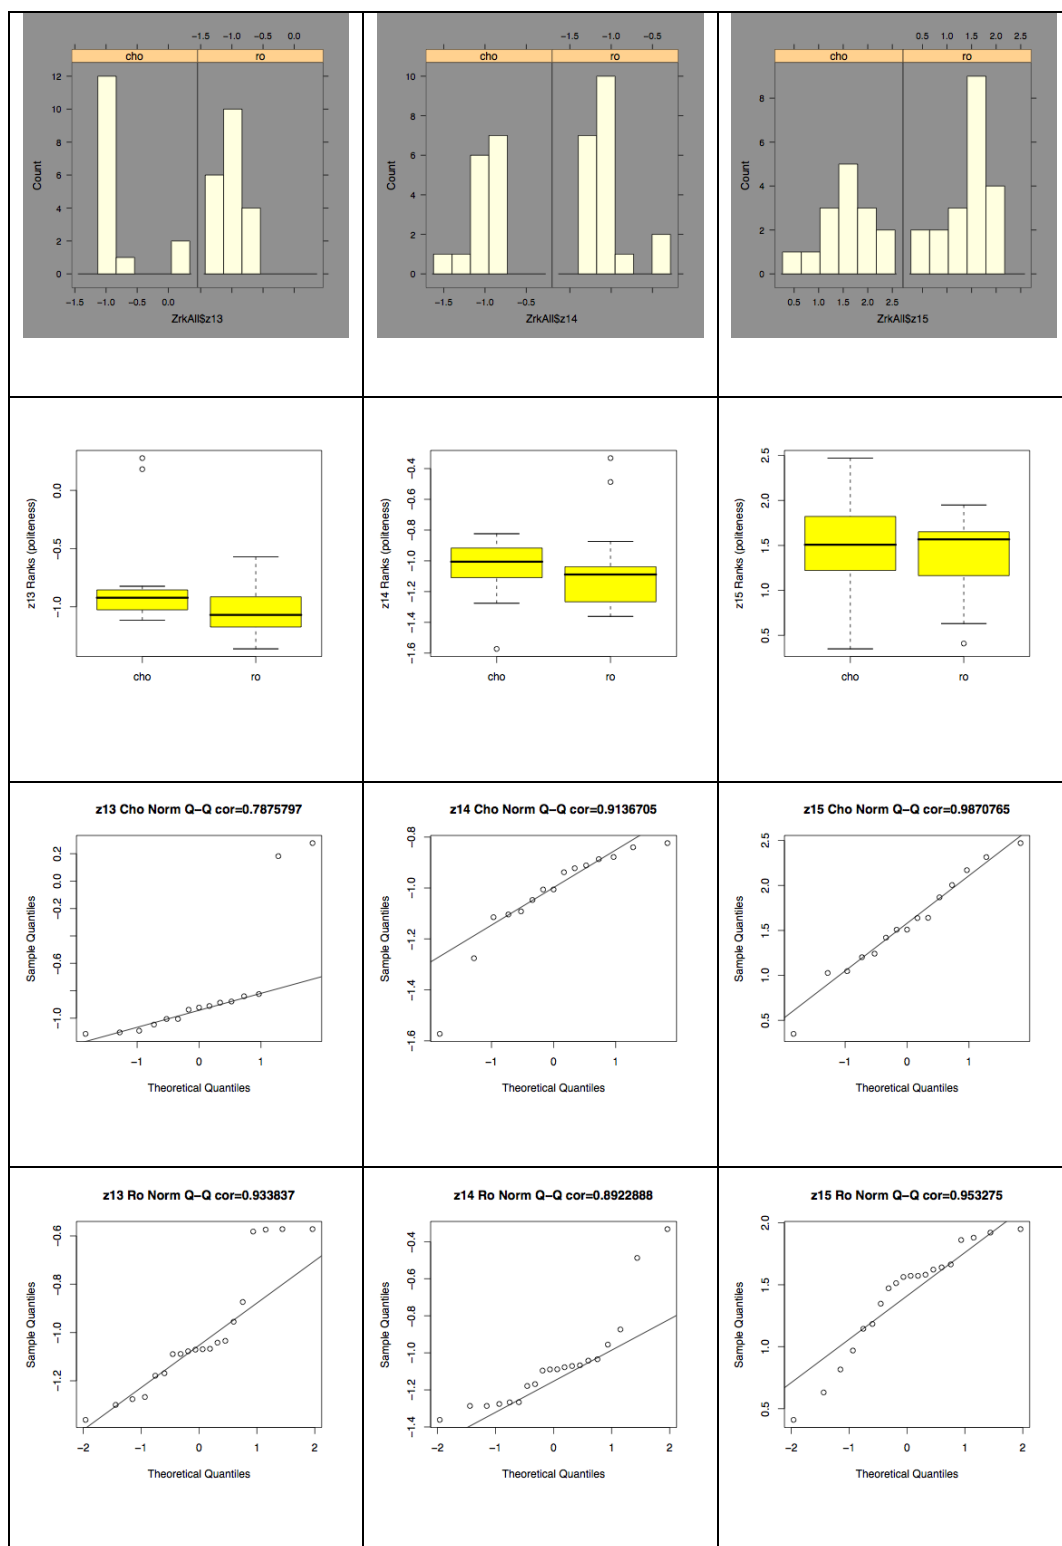 −1.5 −1.0 −0.5 0.0
cho ro
12
10
8
6
4
2
0
Count
−1.5 −1.0 −0.5 0.0
ZrkAll$z13
−1.5 −1.0 −0.5
cho ro
10
8
6
4
2
0
Count
−1.5 −1.0 −0.5
ZrkAll$z14
0.5 1.0 1.5 2.0 2.5
cho ro
8
6
4
2
0
Count
0.5 1.0 1.5 2.0 2.5
ZrkAll$z15
z13 Ranks (politeness)
0.0
−0.5
−1.0
cho ro
z14 Ranks (politeness)
−0.4
−0.6
−0.8
−1.0
−1.2
−1.4
−1.6
cho ro
z15 Ranks (politeness)
2.5
2.0
1.5
1.0
0.5
cho ro
z13 Cho Norm Q−Q cor=0.7875797
Sample Quantiles
0.2
0.0
−0.2
−0.6
−1.0
−1 0 1
Theoretical Quantiles
z14 Cho Norm Q−Q cor=0.9136705
Sample Quantiles
−0.8
−1.0
−1.2
−1.4
−1.6
−1 0 1
Theoretical Quantiles
z15 Cho Norm Q−Q cor=0.9870765
Sample Quantiles
2.5
2.0
1.5
1.0
0.5
−1 0 1
Theoretical Quantiles
z13 Ro Norm Q−Q cor=0.933837
Sample Quantiles
−0.6
−0.8
−1.0
−1.2
−2 −1 0 1 2
Theoretical Quantiles
z14 Ro Norm Q−Q cor=0.8922888
Sample Quantiles
−0.4
−0.6
−0.8
−1.0
−1.2
−1.4
−2 −1 0 1 2
Theoretical Quantiles
z15 Ro Norm Q−Q cor=0.953275
Sample Quantiles
2.0
1.5
1.0
0.5
−2 −1 0 1 2
Theoretical Quantiles